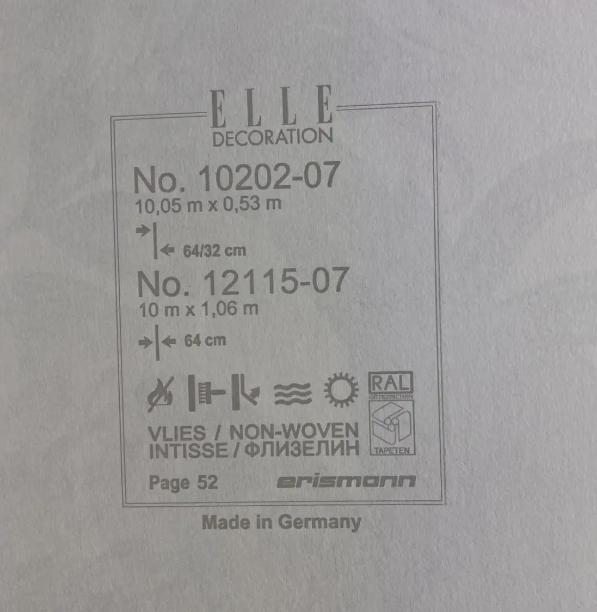 ELLE
DECORATION
No. 10202-07
10,05 m x 0,53 m
64/32 cm
No. 12115-07
10 m x 1,06 m
64 cm
RAL
GÜTEZEICHEN
VLIES / NON-WOVEN
INTISSE / ФЛИЗЕЛИН
TAPETEN
Page 52
erismann
Made in Germany